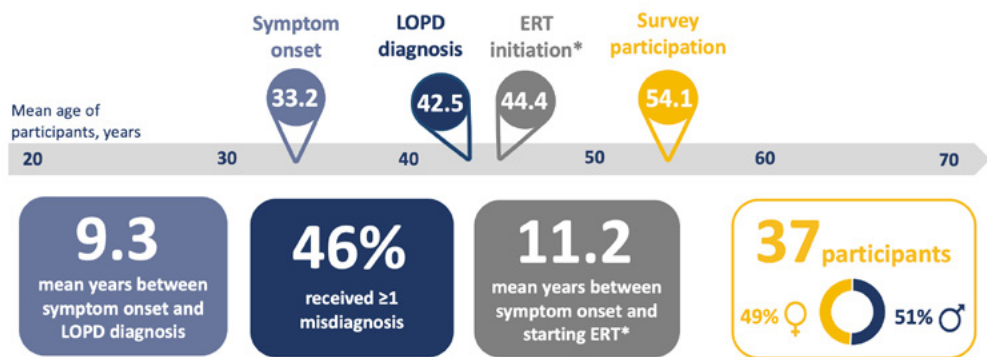 Symptom
onset
LOPD
diagnosis
ERT
initiation*
Survey
participation
33.2
42.5
44.4
54.1
Mean age of
participants, years
20
30
40
50
60
70
9.3
mean years between
symptom onset and
LOPD diagnosis
46%
received ≥1
misdiagnosis
11.2
mean years between
symptom onset and
starting ERT*
37 participants
49% ♀
51% ♂